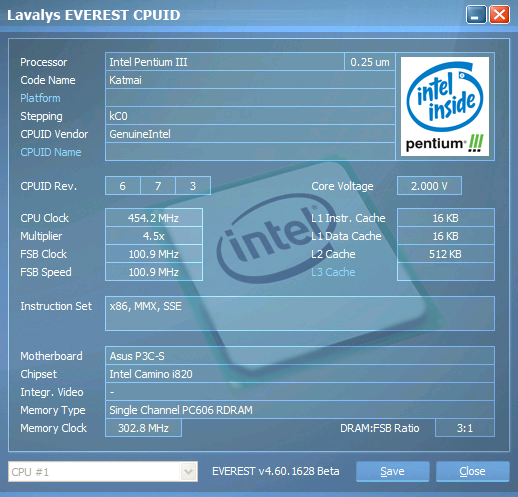 Lavalys EVEREST CPUID
Processor Intel Pentium III 0.25 um
Code Name Katmai
Platform
Stepping kC0
CPUID Vendor GenuineIntel
CPUID Name
intel inside
pentium III
CPUID Rev. 6 7 3 Core Voltage 2.000 V
CPU Clock 454.2 MHz L1 Instr. Cache 16 KB
Multiplier 4.5x L1 Data Cache 16 KB
FSB Clock 100.9 MHz L2 Cache 512 KB
FSB Speed 100.9 MHz L3 Cache
intel
Instruction Set x86, MMX, SSE
Motherboard Asus P3C-S
Chipset Intel Camino i820
Integr. Video -
Memory Type Single Channel PC606 RDRAM
Memory Clock 302.8 MHz DRAM:FSB Ratio 3:1
CPU #1 EVEREST v4.60.1628 Beta Save Close